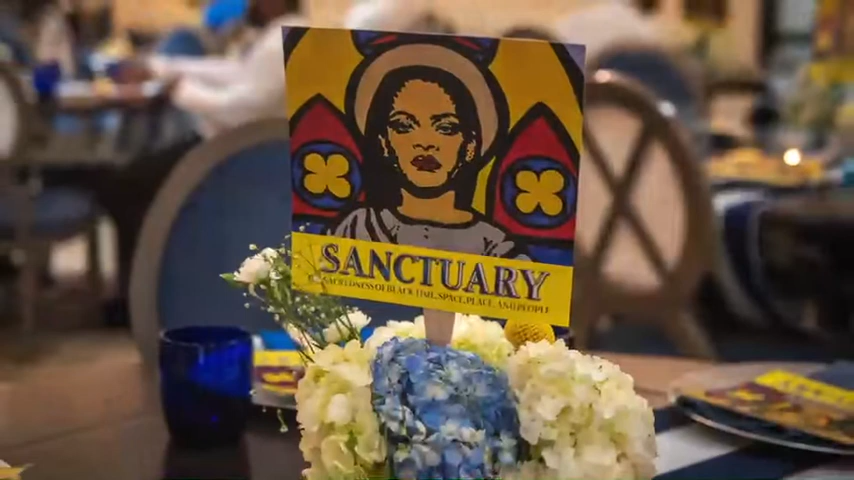 SANCTUARY
SACREDNESS OF BLACK TIME, SPACE, PLACE, AND PEOPLE